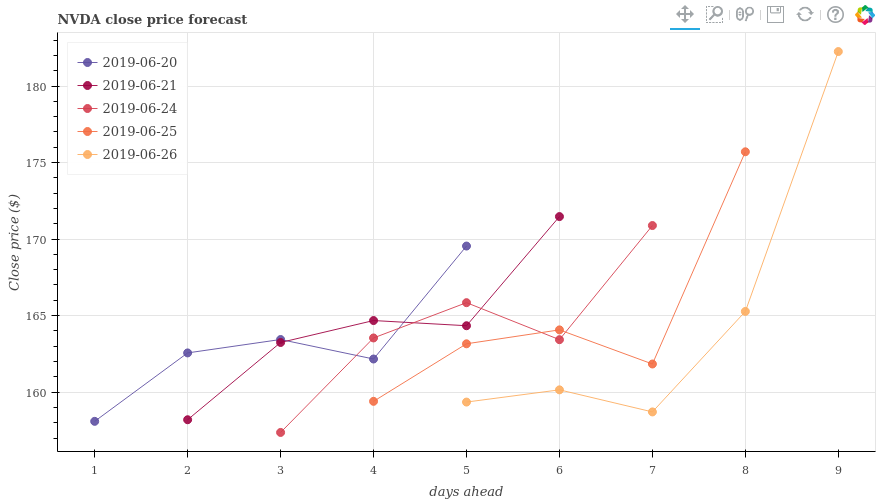 NVDA close price forecast
2019-06-20
2019-06-21
2019-06-24
2019-06-25
2019-06-26
Close price ($)
180
175
170
165
160
1 2 3 4 5 6 7 8 9
days ahead